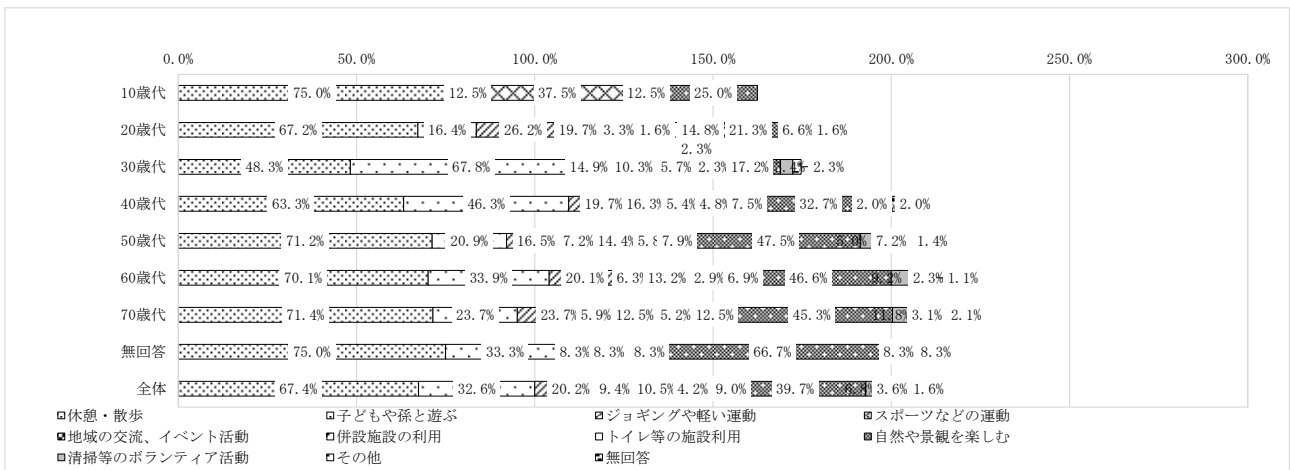 0.0% 50.0% 100.0% 150.0% 200.0% 250.0% 300.0%
10歳代 75.0% 12.5% 37.5% 12.5% 25.0%
20歳代 67.2% 16.4% 26.2% 19.7% 3.3% 1.6% 14.8% 21.3% 6.6% 1.6%
2.3%
30歳代 48.3% 67.8% 14.9% 10.3% 5.7% 2.3% 17.2% 2.3%
40歳代 63.3% 46.3% 19.7% 16.3% 5.4% 4.8% 7.5% 32.7% 2.0% 2.0%
50歳代 71.2% 20.9% 16.5% 7.2% 14.4% 7.9% 47.5% 5.0% 7.2% 1.4%
60歳代 70.1% 33.9% 20.1% 6.3% 13.2% 2.9% 6.9% 46.6% 9.2% 2.3% 1.1%
70歳代 71.4% 23.7% 23.7% 5.9% 12.5% 5.2% 12.5% 45.3% 11.8% 3.1% 2.1%
無回答 75.0% 33.3% 8.3% 8.3% 8.3% 66.7% 8.3% 8.3%
全体 67.4% 32.6% 20.2% 9.4% 10.5% 4.2% 9.0% 39.7% 6.8% 3.6% 1.6%
休憩・散歩 子どもや孫と遊ぶ ジョギングや軽い運動 スポーツなどの運動
地域の交流、イベント活動 併設施設の利用 トイレ等の施設利用 自然や景観を楽しむ
清掃等のボランティア活動 その他 無回答